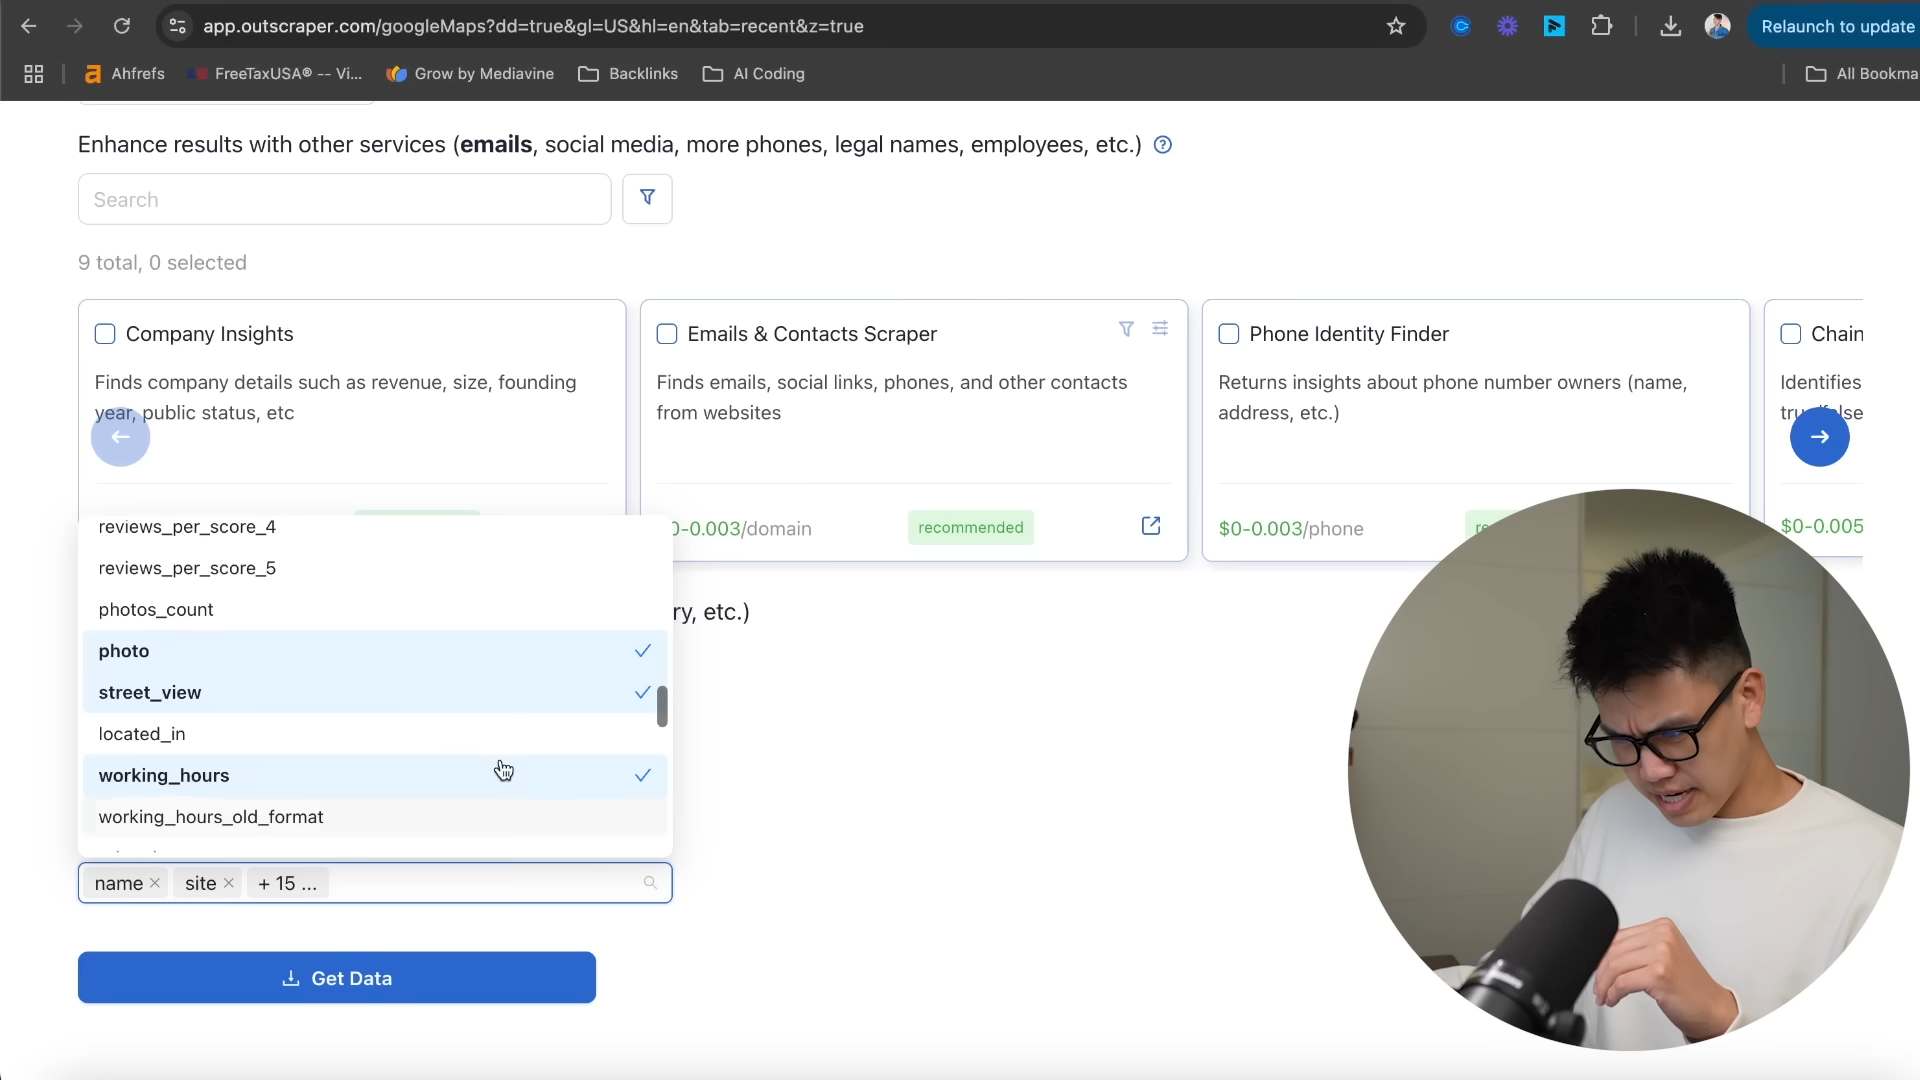 app.outscraper.com/googleMaps?dd=true&gl=US&hl=en&tab=recent&z=true
Relaunch to update
Ahfrefs
FreeTaxUSA® -- Vi...
Grow by Mediavine
Backlinks
AI Coding
All Bookma
Enhance results with other services (emails, social media, more phones, legal names, employees, etc.)
Search
9 total, 0 selected
Company Insights
Finds company details such as revenue, size, founding
year, public status, etc
Emails & Contacts Scraper
Finds emails, social links, phones, and other contacts
from websites
0-0.003/domain
recommended
Phone Identity Finder
Returns insights about phone number owners (name,
address, etc.)
$0-0.003/phone
re
Chain
Identifies
$0-0.005
reviews_per_score_4
reviews_per_score_5
photos_count
photo
street_view
located_in
working_hours
working_hours_old_format
ry, etc.)
name
site
+ 15 ...
Get Data